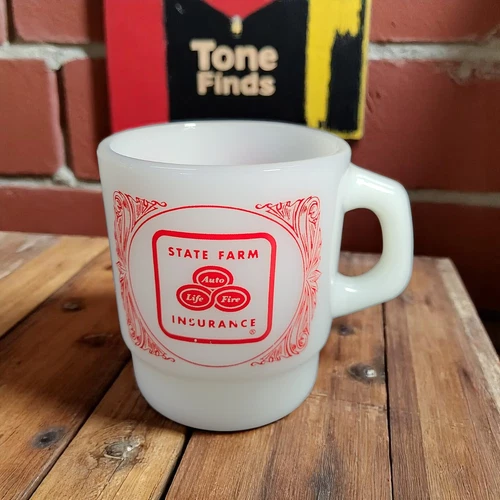 Tone
Finds
STATE FARM
Auto
Life Fire
INSURANCE
®